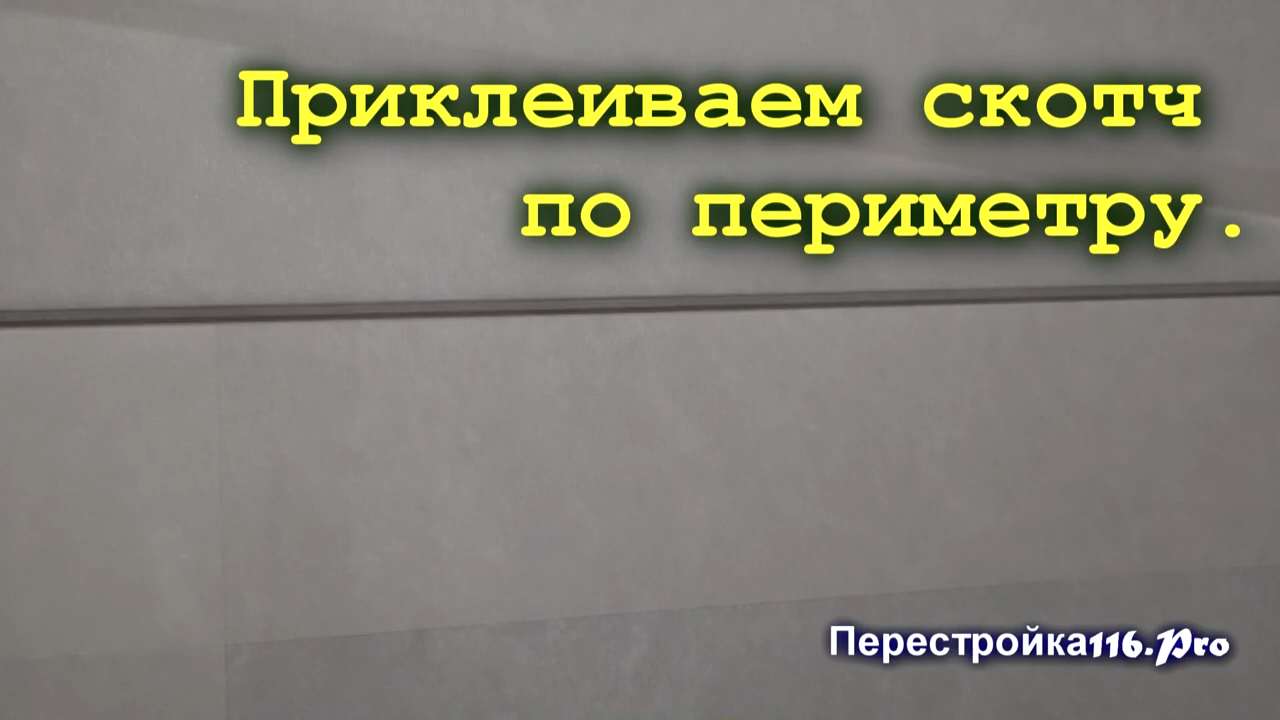 Приклеиваем скотч
по периметру.
Перестройка116.Pro